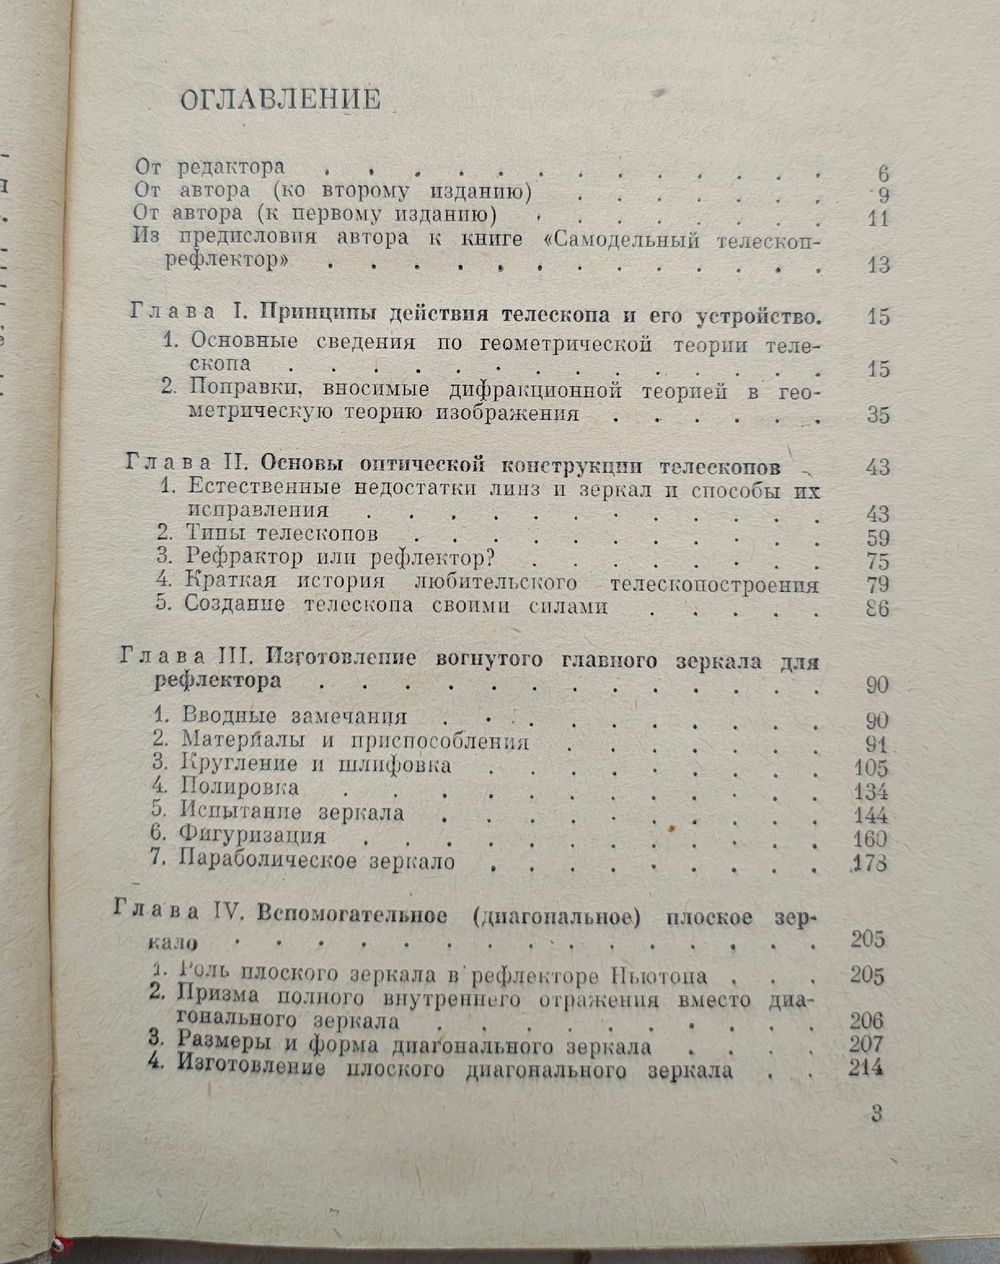 ОГЛАВЛЕНИЕ
От редактора . . . . . . . . . . . . 6
От автора (ко второму изданию) . . . . . . 9
От автора (к первому изданию) . . . . . . . 11
Из предисловия автора к книге «Самодельный телескоп-
рефлектор» . . . . . . . . . . . . 13
Глава I. Принципы действия телескопа и его устройство. 15
1. Основные сведения по геометрической теории теле-
скопа . . . . . . . . . . . . . 15
2. Поправки, вносимые дифракционной теорией в гео-
метрическую теорию изображения . . . . . . 35
Глава II. Основы оптической конструкции телескопов . 43
1. Естественные недостатки линз и зеркал и способы их
исправления . . . . . . . . . . . 43
2. Типы телескопов . . . . . . . . . . 59
3. Рефрактор или рефлектор? . . . . . . . 75
4. Краткая история любительского телескопостроения 79
5. Создание телескопа своими силами . . . . . 86
Глава III. Изготовление вогнутого главного зеркала для
рефлектора . . . . . . . . . . . . 90
1. Вводные замечания . . . . . . . . . 90
2. Материалы и приспособления . . . . . . 91
3. Кругление и шлифовка . . . . . . . . 105
4. Полировка . . . . . . . . . . . . 134
5. Испытание зеркала . . . . . . . . . 144
6. Фигуризация . . . . . . . . . . . 160
7. Параболическое зеркало . . . . . . . . 173
Глава IV. Вспомогательное (диагональное) плоское зер-
кало . . . . . . . . . . . . . . 205
1. Роль плоского зеркала в рефлекторе Ньютона . . . 205
2. Призма полного внутреннего отражения вместо диа-
гонального зеркала . . . . . . . . . 206
3. Размеры и форма диагонального зеркала . . . . 207
4. Изготовление плоского диагонального зеркала . . 214
3